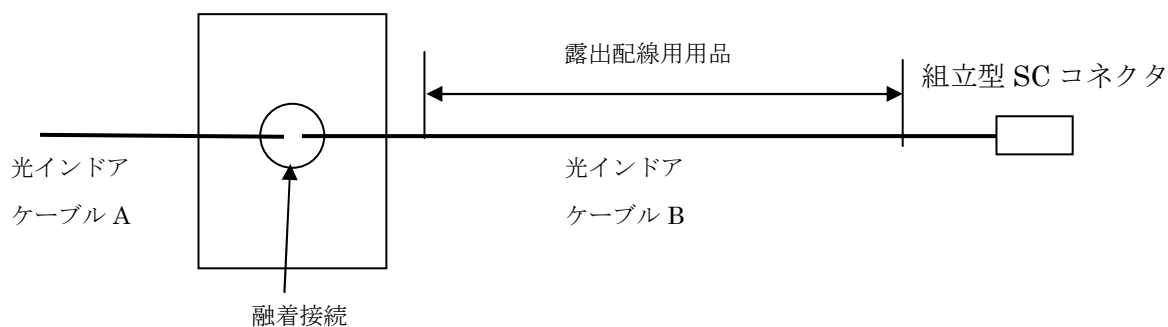 露出配線用用品
組立型 SC コネクタ
光インドア
ケーブル A
光インドア
ケーブル B
融着接続